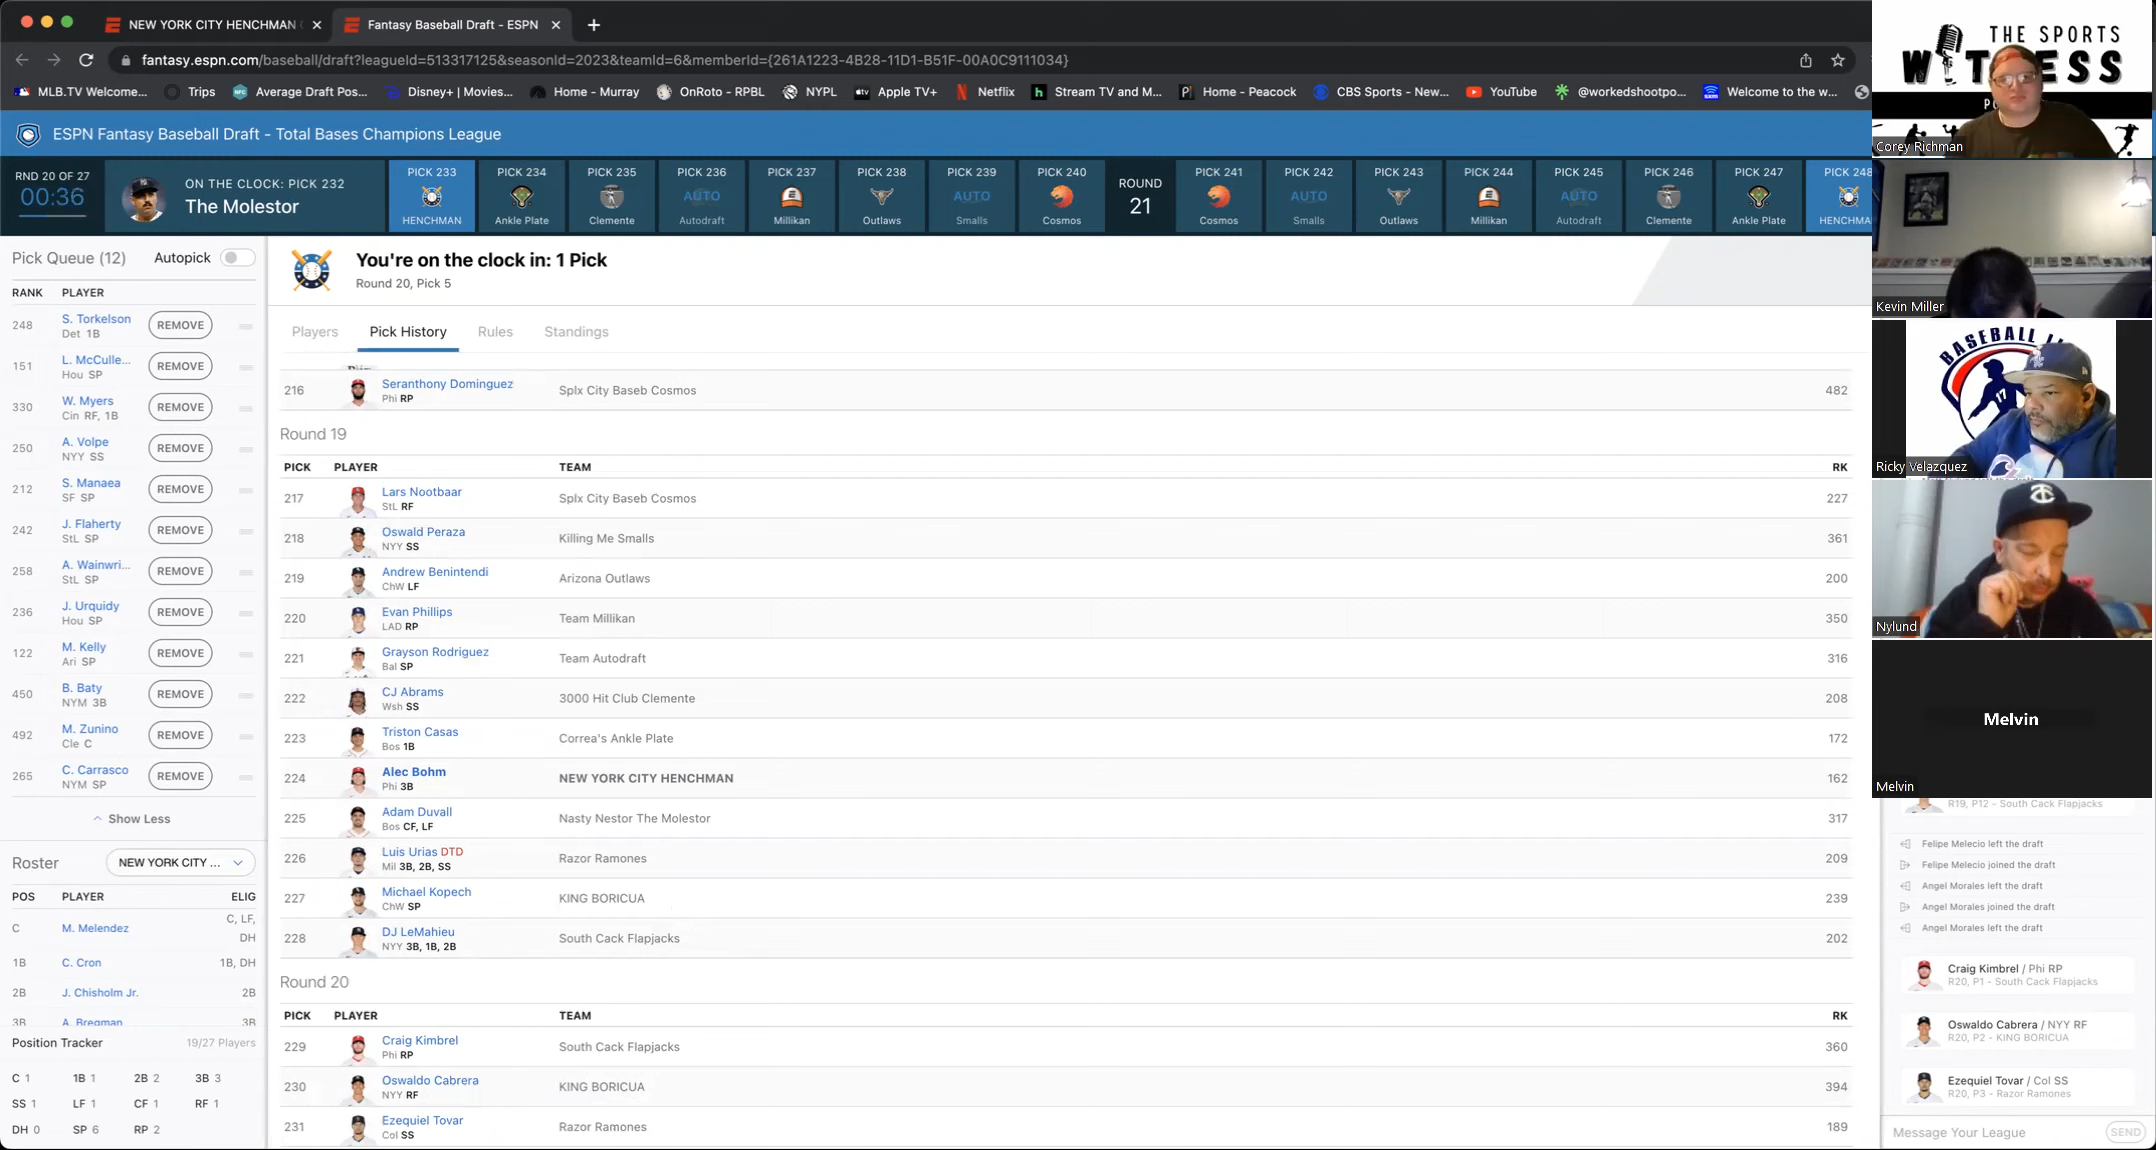 NEW YORK CITY HENCHMAN
Fantasy Baseball Draft - ESPN
fantasy.espn.com/baseball/draft?leagueId=513317125&seasonId=2023&teamId=6&memberId={261A1223-4B28-11D1-B51F-00A0C9111034}
MLB.TV Welcome... Trips Average Draft Pos... Disney+ | Movies,... Home - Murray OnRoto - RPBL NYPL Apple TV+ Netflix Stream TV and M... Home - Peacock CBS Sports - New... YouTube @workedshootpo... Welcome to the w...
ESPN Fantasy Baseball Draft - Total Bases Champions League
RND 20 OF 27
00:36
ON THE CLOCK: PICK 232
The Molestor
PICK 233 HENCHMAN
PICK 234 Ankle Plate
PICK 235 Clemente
PICK 236 AUTO Autodraft
PICK 237 Millikan
PICK 238 Outlaws
PICK 239 AUTO Smalls
PICK 240 Cosmos
ROUND 21
PICK 241 Cosmos
PICK 242 AUTO Smalls
PICK 243 Outlaws
PICK 244 Millikan
PICK 245 AUTO Autodraft
PICK 246 Clemente
PICK 247 Ankle Plate
PICK 248 HENCHMA
Pick Queue (12) Autopick
RANK PLAYER
248 S. Torkelson REMOVE
Det 1B
151 L. McCulle... REMOVE
Hou SP
330 W. Myers REMOVE
Cin RF, 1B
250 A. Volpe REMOVE
NYY SS
212 S. Manaea REMOVE
SF SP
242 J. Flaherty REMOVE
StL SP
258 A. Wainwri... REMOVE
StL SP
236 J. Urquidy REMOVE
Hou SP
122 M. Kelly REMOVE
Ari SP
450 B. Baty REMOVE
NYM 3B
492 M. Zunino REMOVE
Cle C
265 C. Carrasco REMOVE
NYM SP
Show Less
Roster NEW YORK CITY ...
POS PLAYER ELIG
C M. Melendez C, LF, DH
1B C. Cron 1B, DH
2B J. Chisholm Jr. 2B
3B A. Bregman 3B
Position Tracker 19/27 Players
C 1 1B 1 2B 2 3B 3
SS 1 LF 1 CF 1 RF 1
DH 0 SP 6 RP 2
You're on the clock in: 1 Pick
Round 20, Pick 5
Players Pick History Rules Standings
216 Seranthony Dominguez Splx City Baseb Cosmos 482
Phi RP
Round 19
PICK PLAYER TEAM RK
217 Lars Nootbaar Splx City Baseb Cosmos 227
StL RF
218 Oswald Peraza Killing Me Smalls 361
NYY SS
219 Andrew Benintendi Arizona Outlaws 200
ChW LF
220 Evan Phillips Team Millikan 350
LAD RP
221 Grayson Rodriguez Team Autodraft 316
Bal SP
222 CJ Abrams 3000 Hit Club Clemente 208
Wsh SS
223 Triston Casas Correa's Ankle Plate 172
Bos 1B
224 Alec Bohm NEW YORK CITY HENCHMAN 162
Phi 3B
225 Adam Duvall Nasty Nestor The Molestor 317
Bos CF, LF
226 Luis Urias DTD Razor Ramones 209
Mil 3B, 2B, SS
227 Michael Kopech KING BORICUA 239
ChW SP
228 DJ LeMahieu South Cack Flapjacks 202
NYY 3B, 1B, 2B
Round 20
PICK PLAYER TEAM RK
229 Craig Kimbrel South Cack Flapjacks 360
Phi RP
230 Oswaldo Cabrera KING BORICUA 394
NYY RF
231 Ezequiel Tovar Razor Ramones 189
Col SS
THE SPORTS
WITNESS
Corey Richman
Kevin Miller
BASEBALL
17
Ricky Velazquez
TC
Nylund
Melvin
Melvin
R19, P12 - South Cack Flapjacks
Felipe Melecio left the draft
Felipe Melecio joined the draft
Angel Morales left the draft
Angel Morales joined the draft
Angel Morales left the draft
Craig Kimbrel / Phi RP
R20, P1 - South Cack Flapjacks
Oswaldo Cabrera / NYY RF
R20, P2 - KING BORICUA
Ezequiel Tovar / Col SS
R20, P3 - Razor Ramones
Message Your League SEND